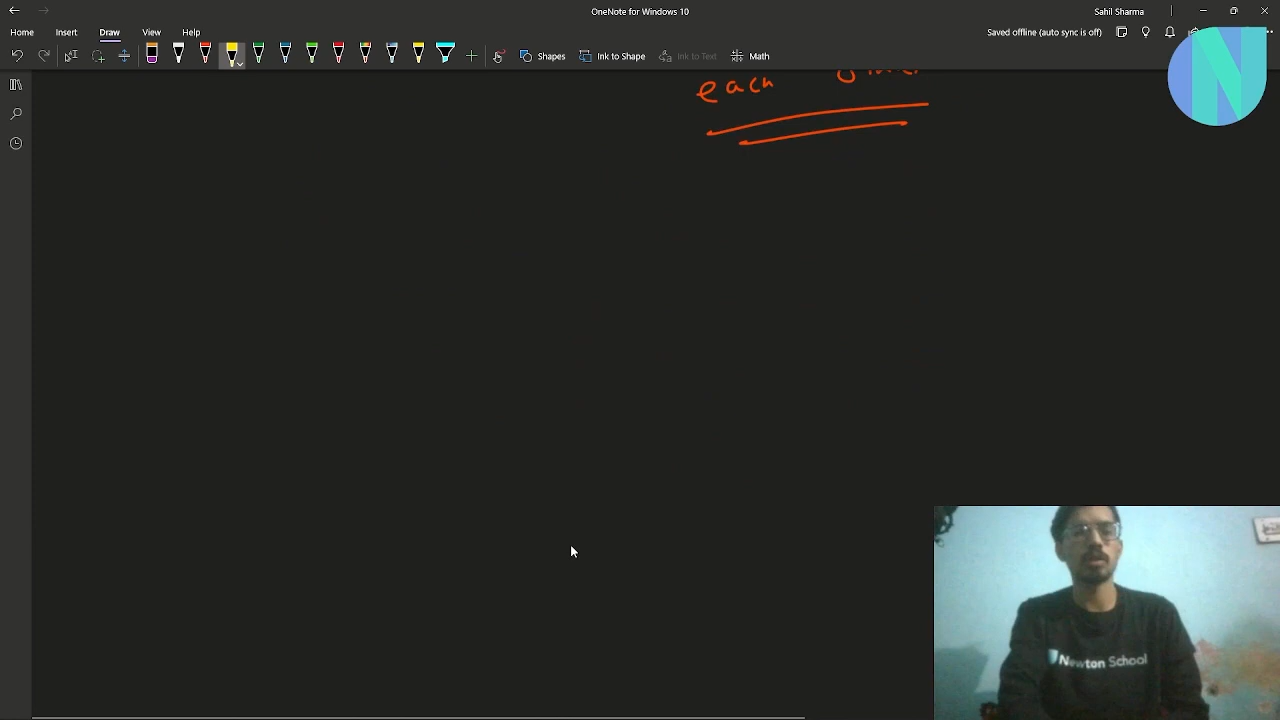 OneNote for Windows 10
Sahil Sharma
Home Insert Draw View Help
Saved offline (auto sync is off)
Shapes Ink to Shape Ink to Text Math
each
Newton School